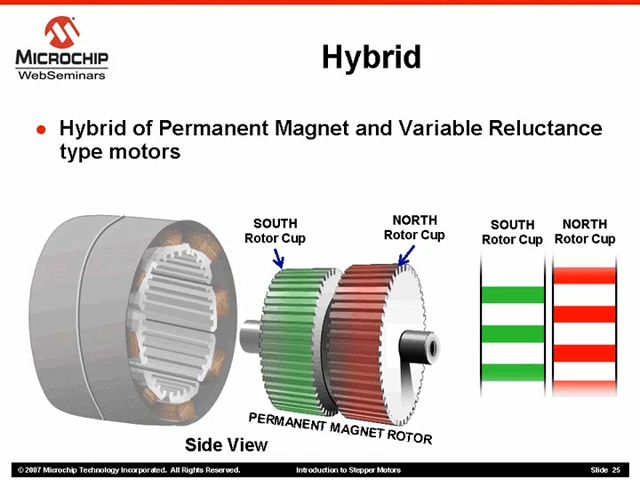 MICROCHIP
WebSeminars
Hybrid
Hybrid of Permanent Magnet and Variable Reluctance
type motors
SOUTH
Rotor Cup
NORTH
Rotor Cup
SOUTH
Rotor Cup
NORTH
Rotor Cup
PERMANENT MAGNET ROTOR
Side View
© 2007 Microchip Technology Incorporated. All Rights Reserved.
Introduction to Stepper Motors
Slide 25